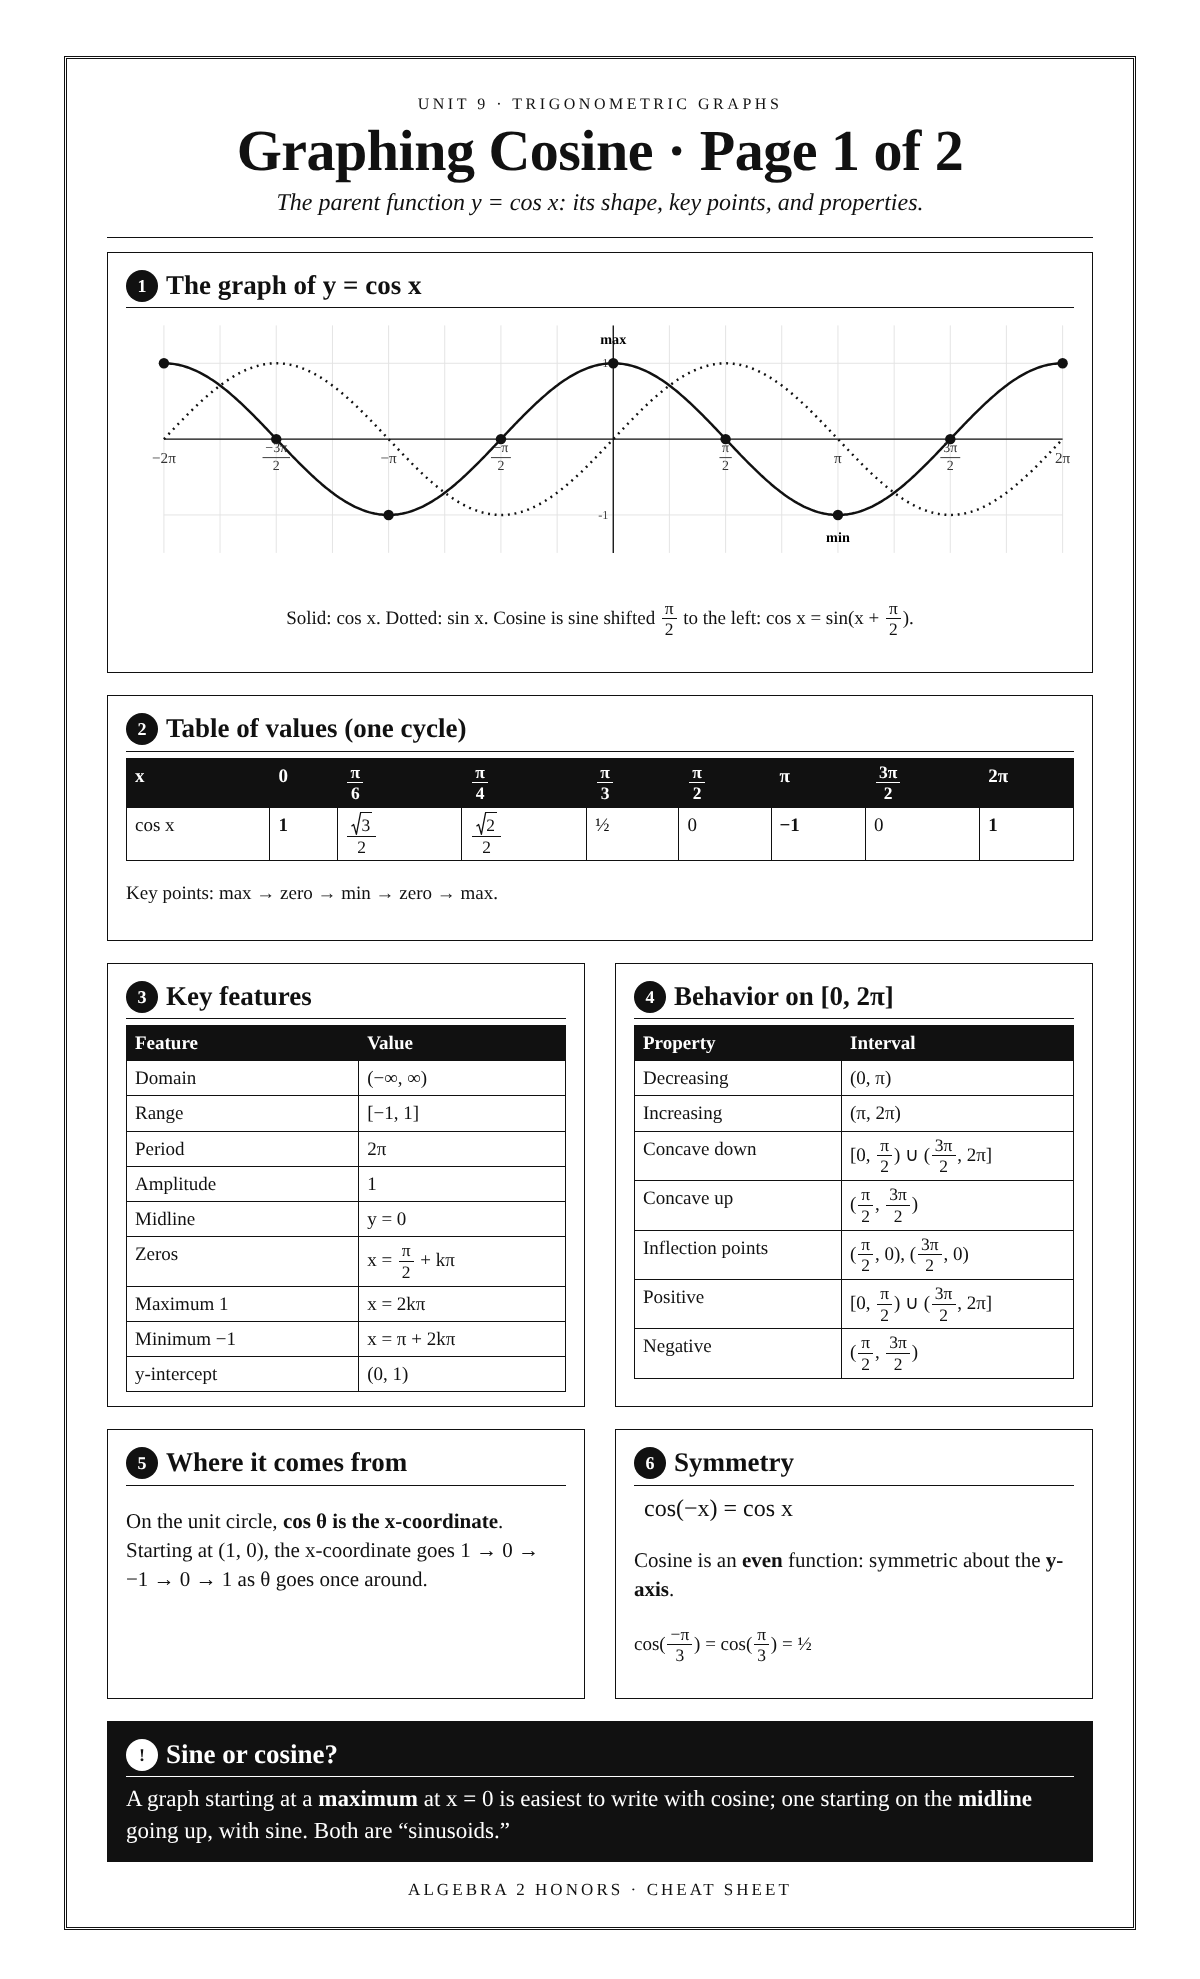 UNIT 9 · TRIGONOMETRIC GRAPHS
Graphing Cosine · Page 1 of 2
The parent function y = cos x: its shape, key points, and properties.
1 The graph of y = cos x
max
1
−2π −3π/2 −π −π/2 π/2 π 3π/2 2π
-1
min
Solid: cos x. Dotted: sin x. Cosine is sine shifted π/2 to the left: cos x = sin(x + π/2).
2 Table of values (one cycle)
x 0 π/6 π/4 π/3 π/2 π 3π/2 2π
cos x 1 √3/2 √2/2 ½ 0 −1 0 1
Key points: max → zero → min → zero → max.
3 Key features
Feature Value
Domain (−∞, ∞)
Range [−1, 1]
Period 2π
Amplitude 1
Midline y = 0
Zeros x = π/2 + kπ
Maximum 1 x = 2kπ
Minimum −1 x = π + 2kπ
y-intercept (0, 1)
4 Behavior on [0, 2π]
Property Interval
Decreasing (0, π)
Increasing (π, 2π)
Concave down [0, π/2) ∪ (3π/2, 2π]
Concave up (π/2, 3π/2)
Inflection points (π/2, 0), (3π/2, 0)
Positive [0, π/2) ∪ (3π/2, 2π]
Negative (π/2, 3π/2)
5 Where it comes from
On the unit circle, cos θ is the x-coordinate.
Starting at (1, 0), the x-coordinate goes 1 → 0 →
−1 → 0 → 1 as θ goes once around.
6 Symmetry
cos(−x) = cos x
Cosine is an even function: symmetric about the y-
axis.
cos(−π/3) = cos(π/3) = ½
! Sine or cosine?
A graph starting at a maximum at x = 0 is easiest to write with cosine; one starting on the midline
going up, with sine. Both are “sinusoids.”
ALGEBRA 2 HONORS · CHEAT SHEET